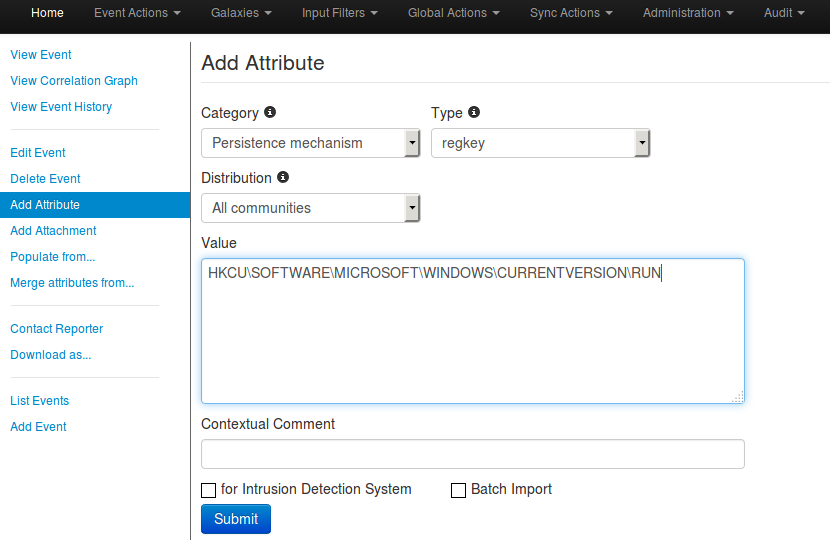 Home Event Actions Galaxies Input Filters Global Actions Sync Actions Administration Audit
View Event
View Correlation Graph
View Event History
Edit Event
Delete Event
Add Attribute
Add Attachment
Populate from...
Merge attributes from...
Contact Reporter
Download as...
List Events
Add Event
Add Attribute
Category Type
Persistence mechanism regkey
Distribution
All communities
Value
HKCU\SOFTWARE\MICROSOFT\WINDOWS\CURRENTVERSION\RUN
Contextual Comment
for Intrusion Detection System Batch Import
Submit